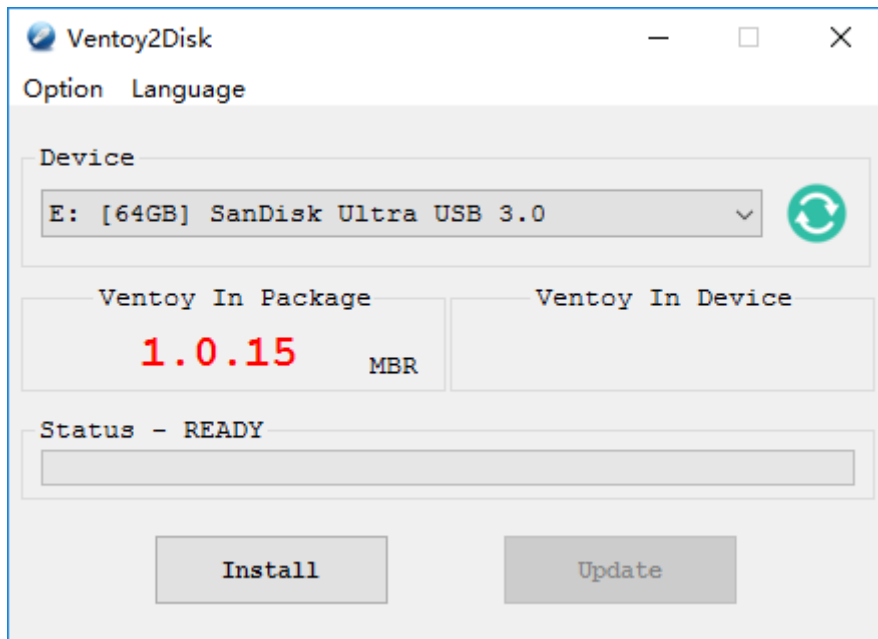 Ventoy2Disk
Option Language
Device
E: [64GB] SanDisk Ultra USB 3.0
Ventoy In Package
1.0.15 MBR
Ventoy In Device
Status - READY
Install
Update